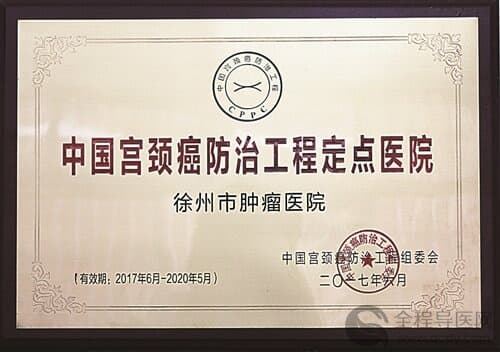 中国宫颈癌防治工程
CPPC
中国宫颈癌防治工程定点医院
徐州市肿瘤医院
中国宫颈癌防治工程组委会
【有效期：2017年6月-2020年5月】
二〇一七年六月
全程导医网